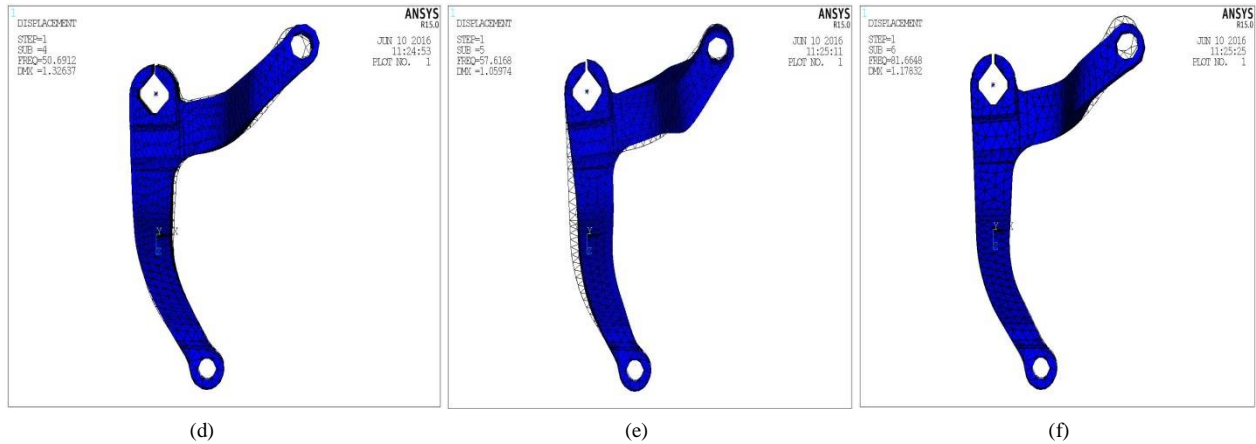 1
DISPLACEMENT
STEP=1
SUB =4
FREQ=50.6912
DMX =1.32637
ANSYS
R15.0
JUN 10 2016
11:24:53
PLOT NO. 1
Y X
(d)
1
DISPLACEMENT
STEP=1
SUB =5
FREQ=57.6168
DMX =1.05974
ANSYS
R15.0
JUN 10 2016
11:25:11
PLOT NO. 1
Y X
(e)
1
DISPLACEMENT
STEP=1
SUB =6
FREQ=81.6648
DMX =1.17832
ANSYS
R15.0
JUN 10 2016
11:25:25
PLOT NO. 1
Y X
(f)